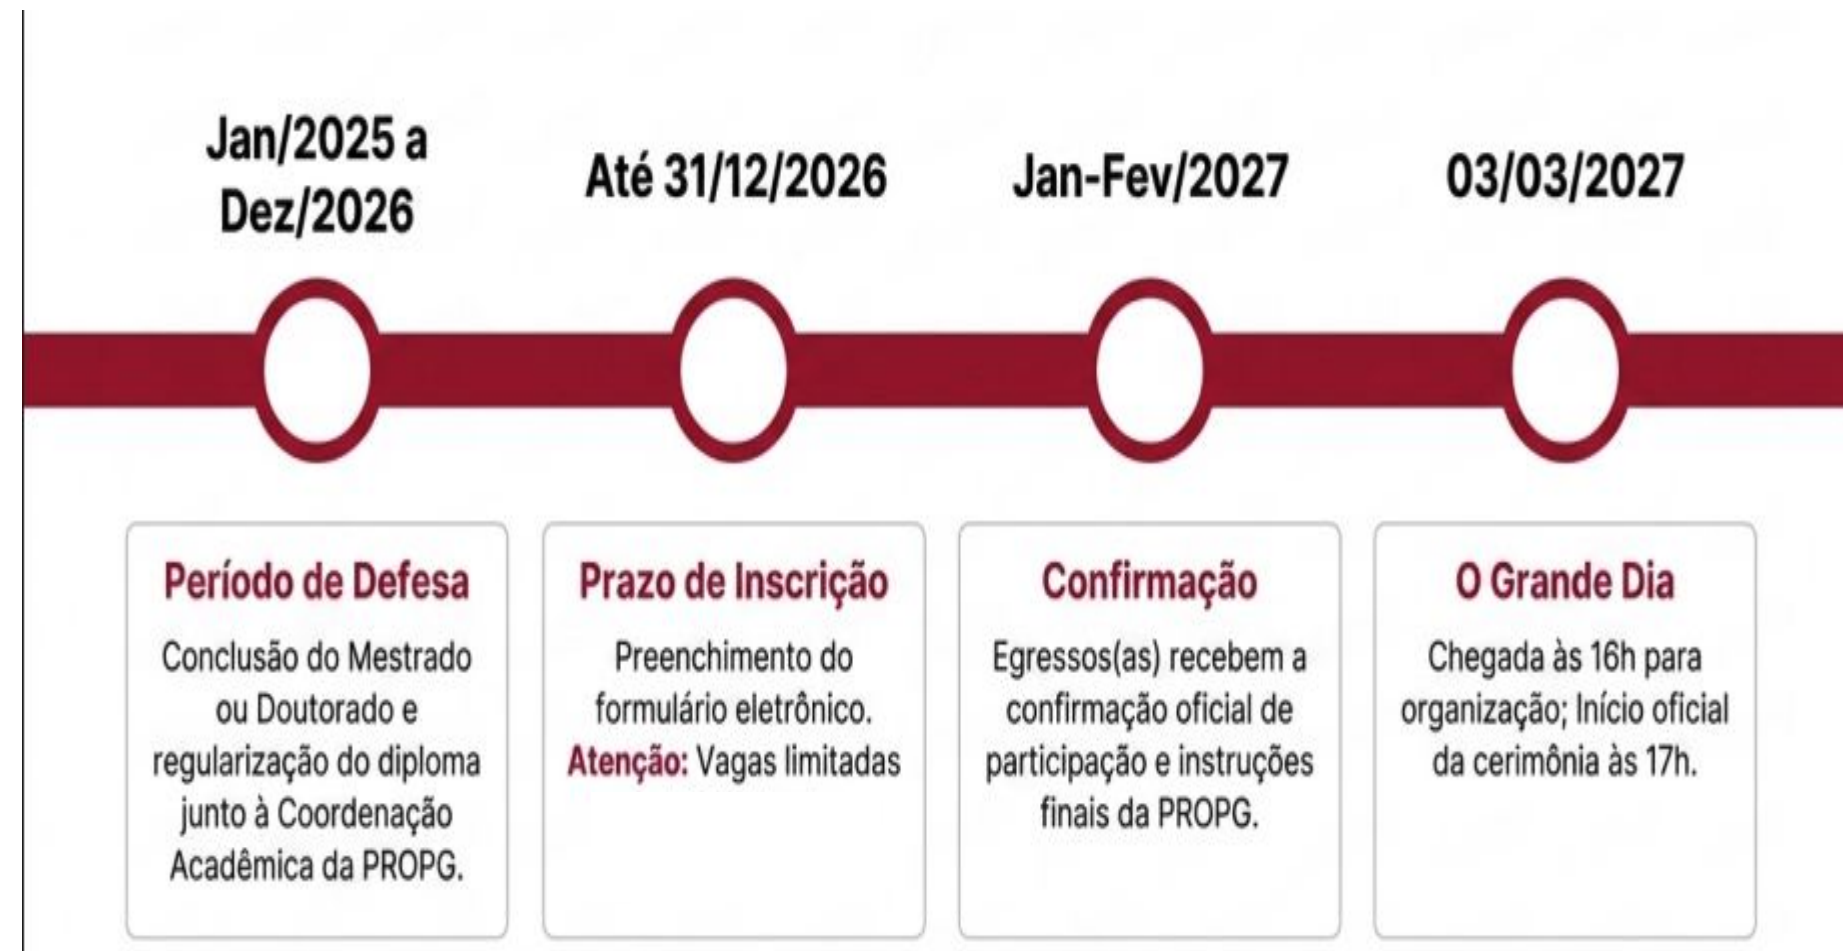 Jan/2025 a
Dez/2026
Até 31/12/2026
Jan-Fev/2027
03/03/2027
Período de Defesa
Conclusão do Mestrado
ou Doutorado e
regularização do diploma
junto à Coordenação
Acadêmica da PROPG.
Prazo de Inscrição
Preenchimento do
formulário eletrônico.
Atenção: Vagas limitadas
Confirmação
Egressos(as) recebem a
confirmação oficial de
participação e instruções
finais da PROPG.
O Grande Dia
Chegada às 16h para
organização; Início oficial
da cerimônia às 17h.